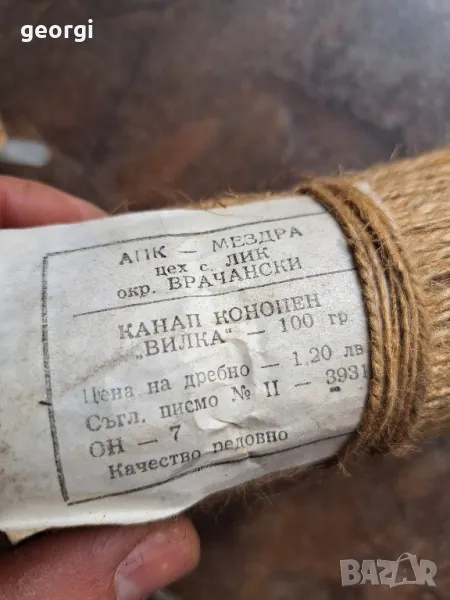 georgi
АПК — МЕЗДРА
цех с. ЛИК
окр. ВРАЧАНСКИ
КАНАП КОНОПЕН
„ВИЛКА“ — 100 гр
Цена на дребно — 1.20 лв
Съгл. писмо № II — 3931
ОН — 7
Качество редовно
BAZAR